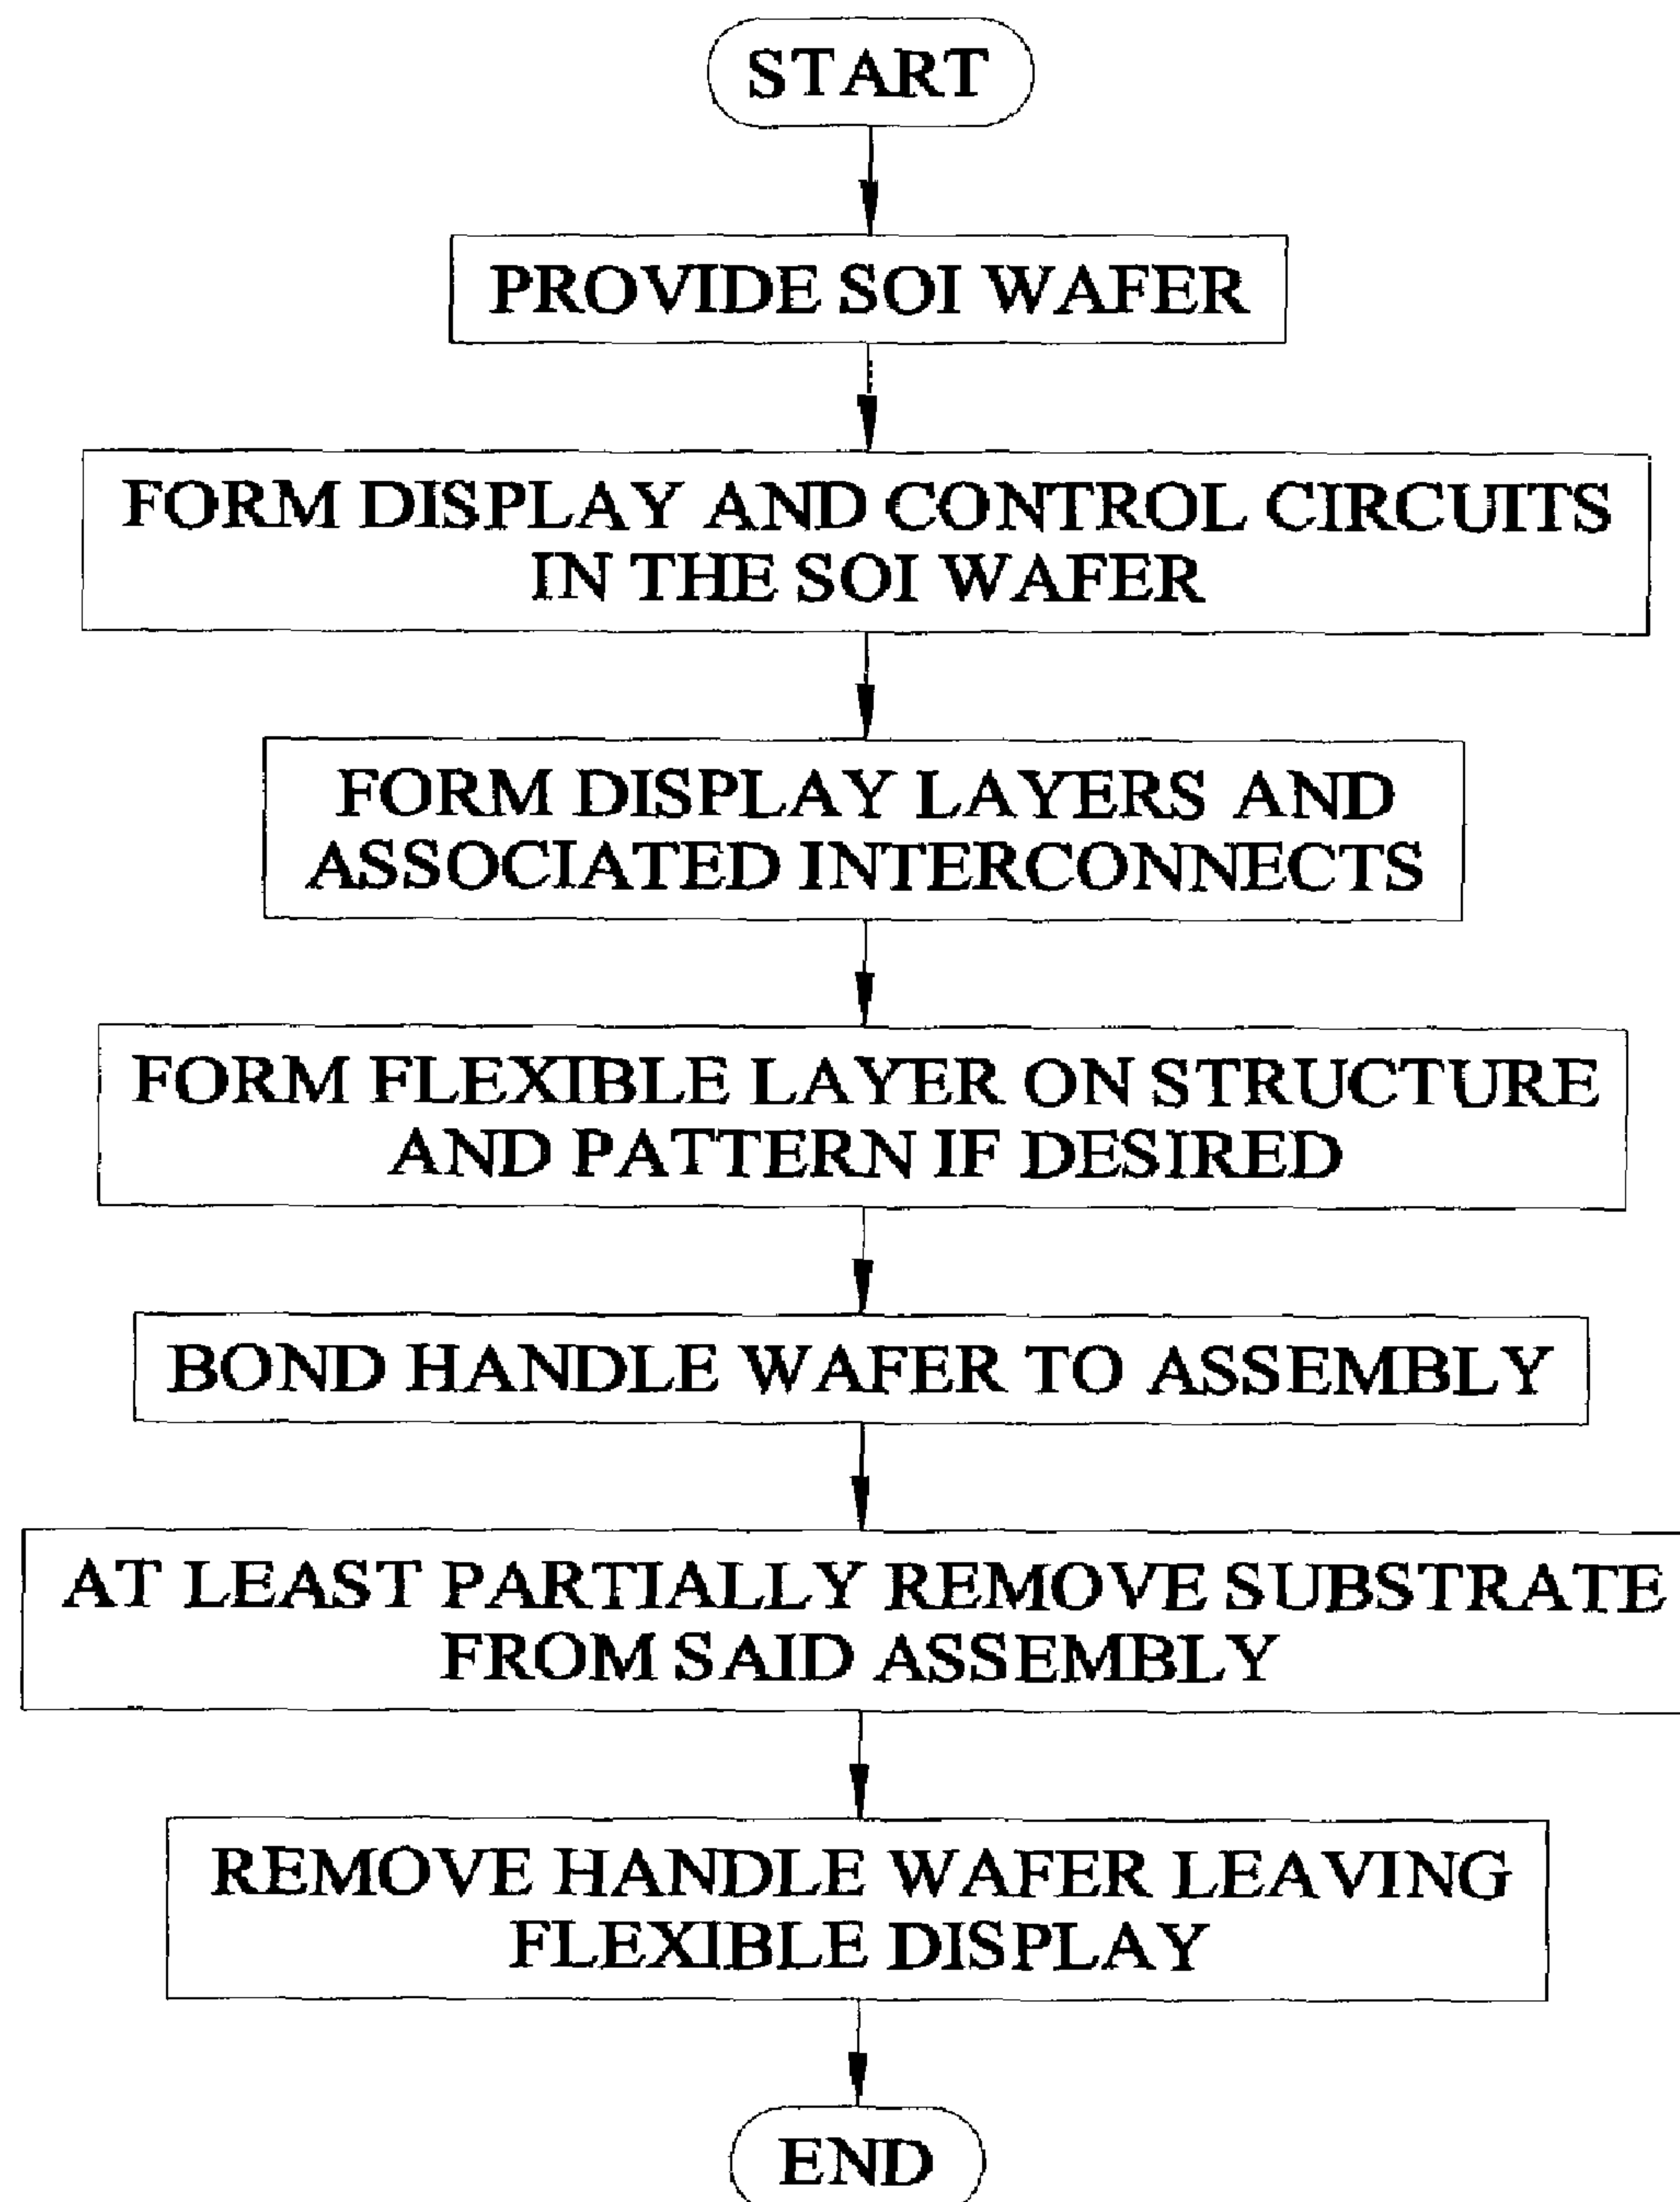 START
PROVIDE SOI WAFER
FORM DISPLAY AND CONTROL CIRCUITS
IN THE SOI WAFER
FORM DISPLAY LAYERS AND
ASSOCIATED INTERCONNECTS
FORM FLEXIBLE LAYER ON STRUCTURE
AND PATTERN IF DESIRED
BOND HANDLE WAFER TO ASSEMBLY
AT LEAST PARTIALLY REMOVE SUBSTRATE
FROM SAID ASSEMBLY
REMOVE HANDLE WAFER LEAVING
FLEXIBLE DISPLAY
END